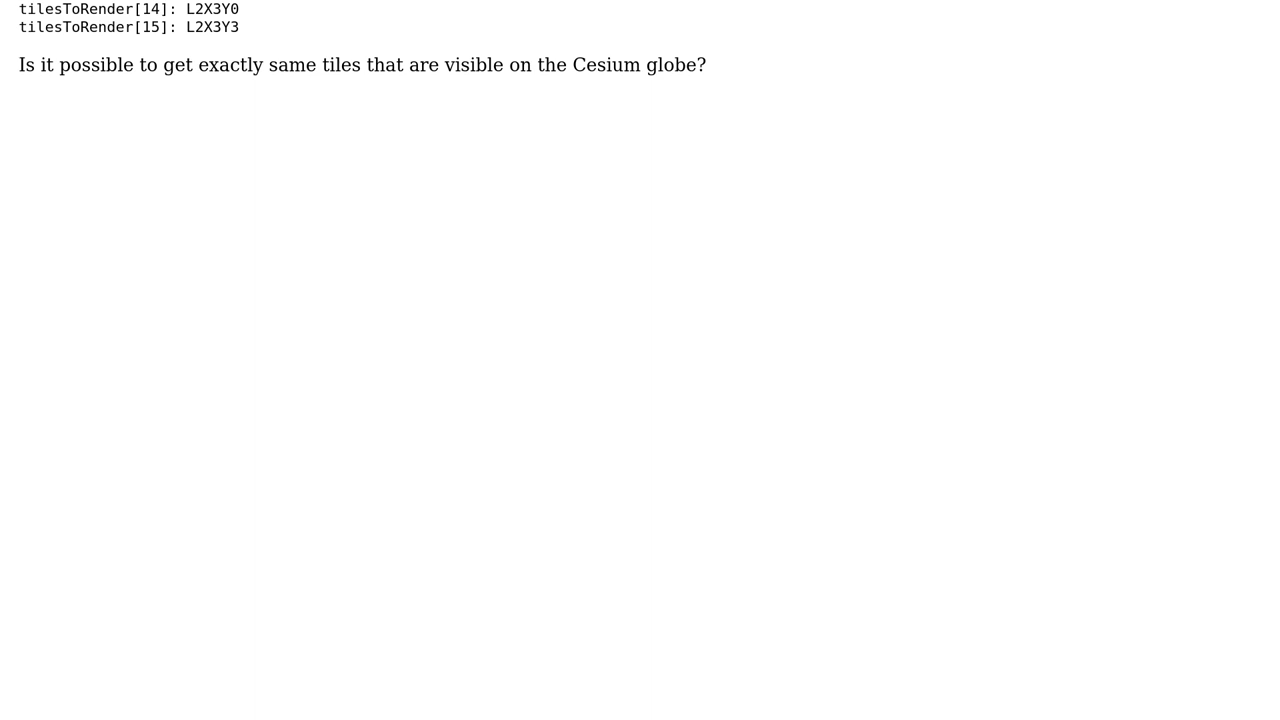 tilesToRender[14]: L2X3Y0
tilesToRender[15]: L2X3Y3
Is it possible to get exactly same tiles that are visible on the Cesium globe?